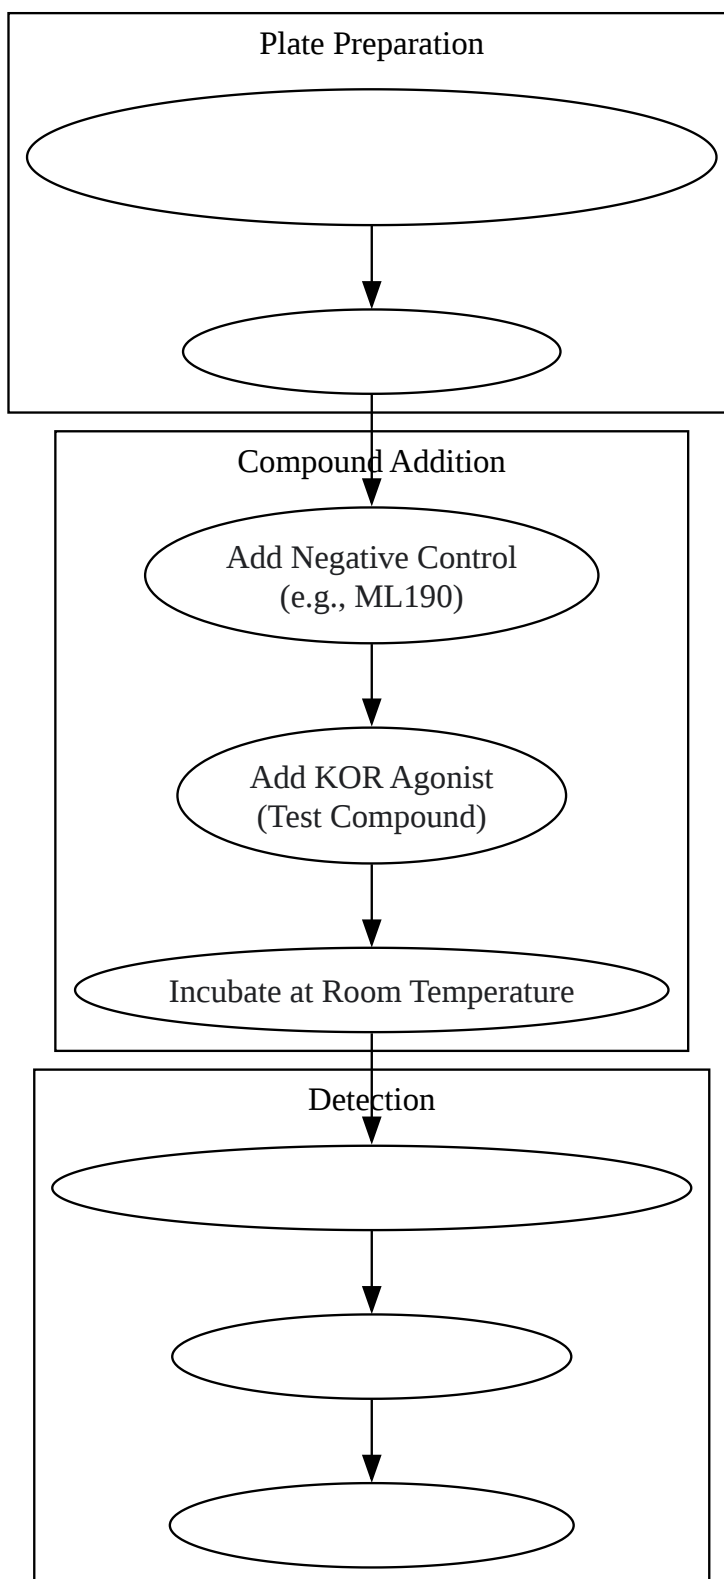 Plate Preparation
Compound Addition
Add Negative Control
(e.g., ML190)
Add KOR Agonist
(Test Compound)
Incubate at Room Temperature
Detection